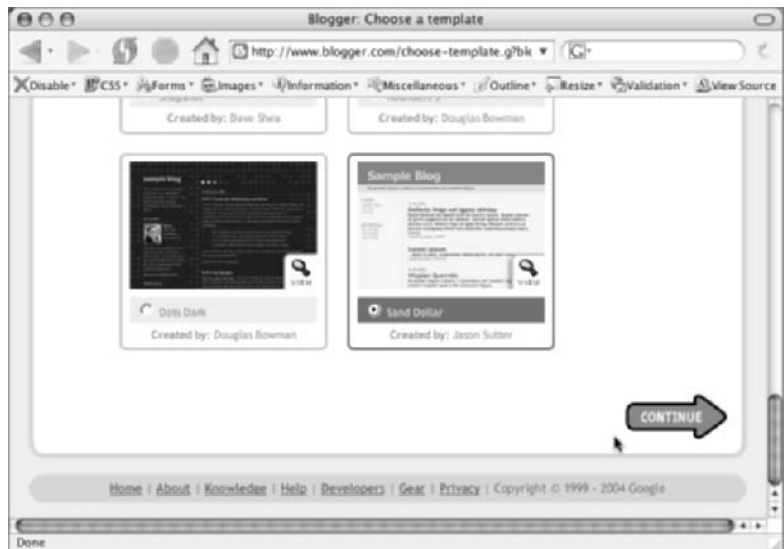 Blogger: Choose a template
http://www.blogger.com/choose-template.g?bk
G
Disable CSS Forms Images Information Miscellaneous Outline Resize Validation View Source
Created by: Dave Shea
Created by: Douglas Bowman
sample blog
Sample Blog
VIEW
VIEW
Dots Dark
Sand Dollar
Created by: Douglas Bowman
Created by: Jason Sutter
CONTINUE
Home | About | Knowledge | Help | Developers | Gear | Privacy | Copyright © 1999 - 2004 Google
Done